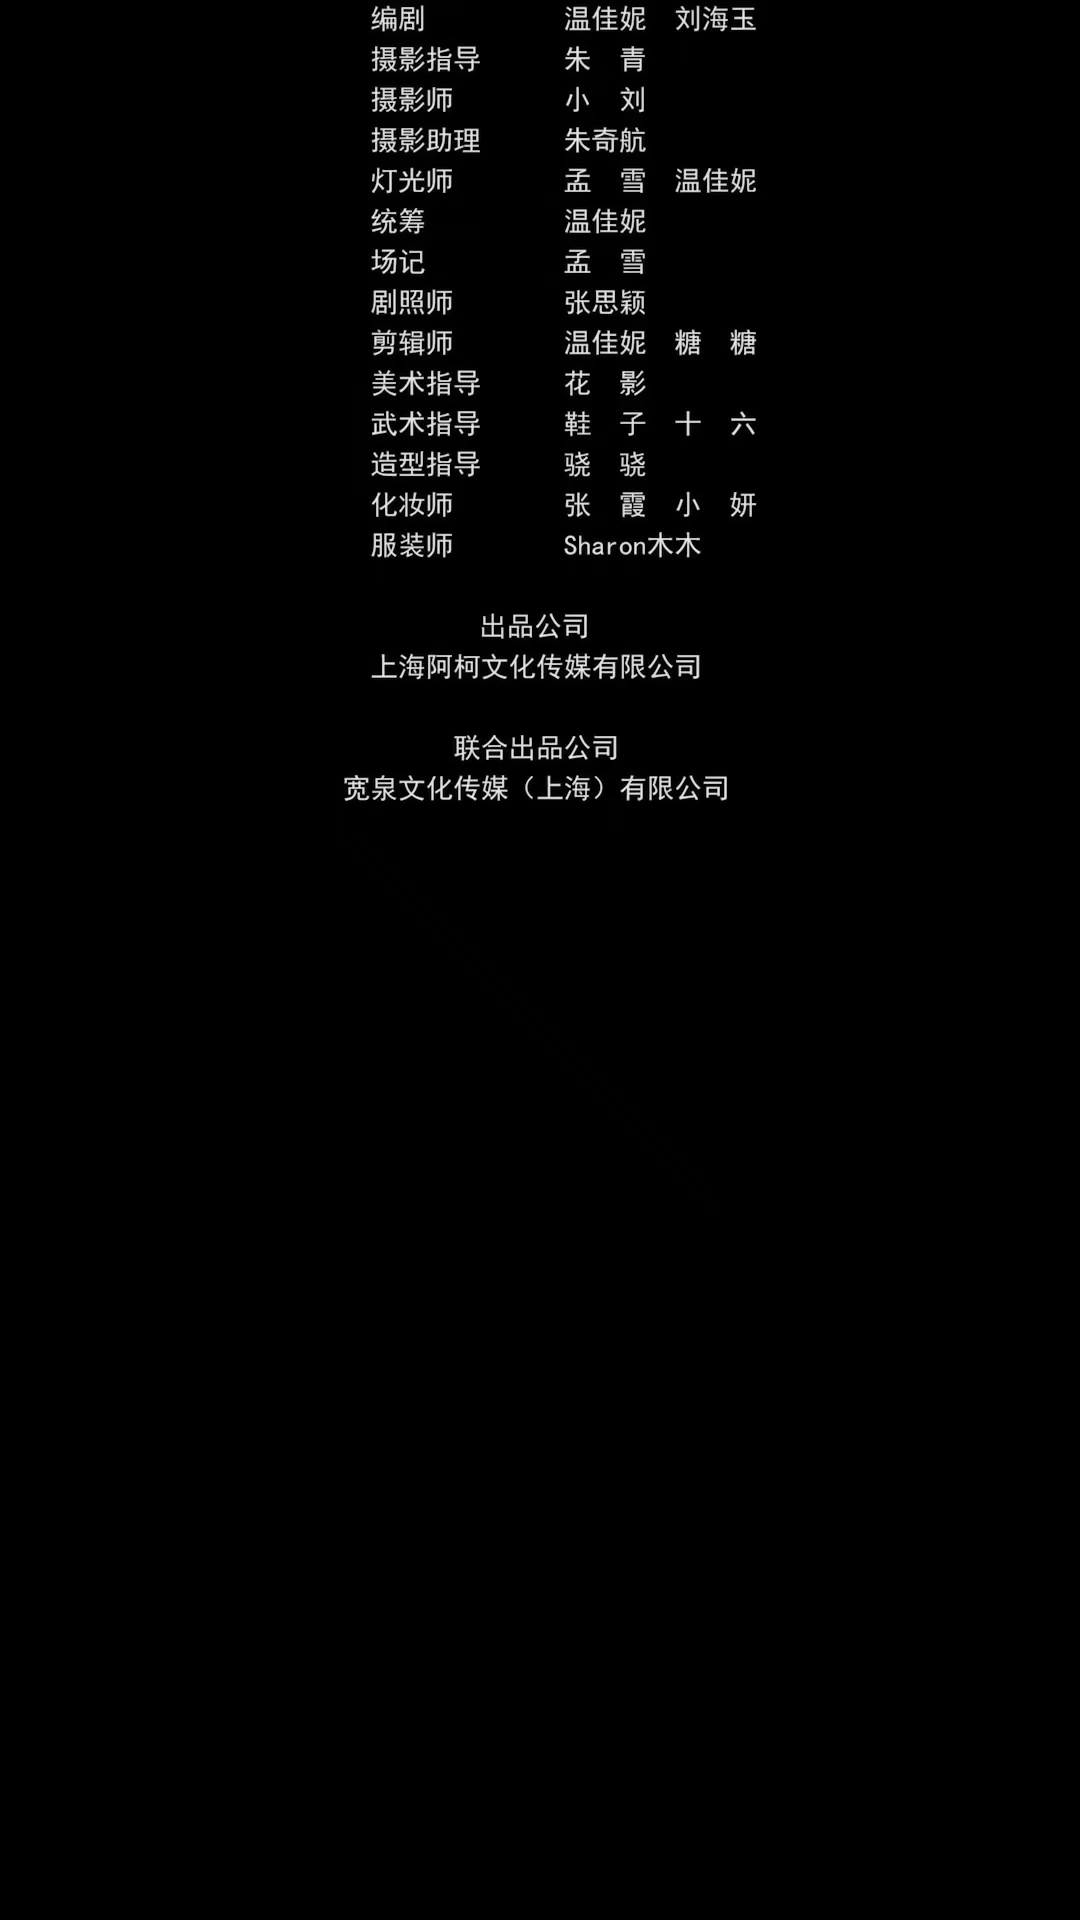 编剧 温佳妮 刘海玉
摄影指导 朱 青
摄影师 小 刘
摄影助理 朱奇航
灯光师 孟 雪 温佳妮
统筹 温佳妮
场记 孟 雪
剧照师 张思颖
剪辑师 温佳妮 糖 糖
美术指导 花 影
武术指导 鞋 子 十 六
造型指导 骁 骁
化妆师 张 霞 小 妍
服装师 Sharon木木
出品公司
上海阿柯文化传媒有限公司
联合出品公司
宽泉文化传媒（上海）有限公司